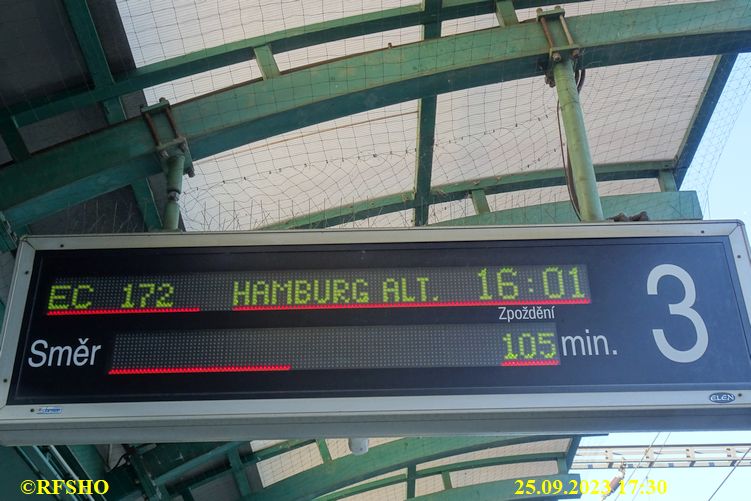 EC 172 HAMBURG ALT. 16:01 3
Zpoždění
Směr 105 min.
ELEN
©RFSHO 25.09.2023 17:30